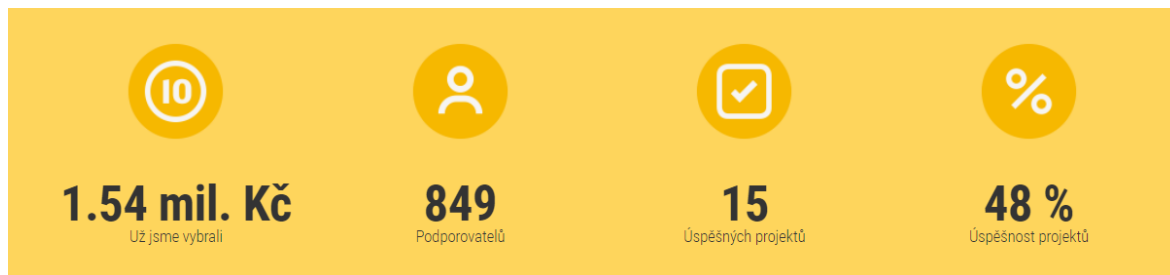 10
1.54 mil. Kč
Už jsme vybrali
849
Podporovatelů
15
Úspěšných projektů
48 %
Úspěšnost projektů